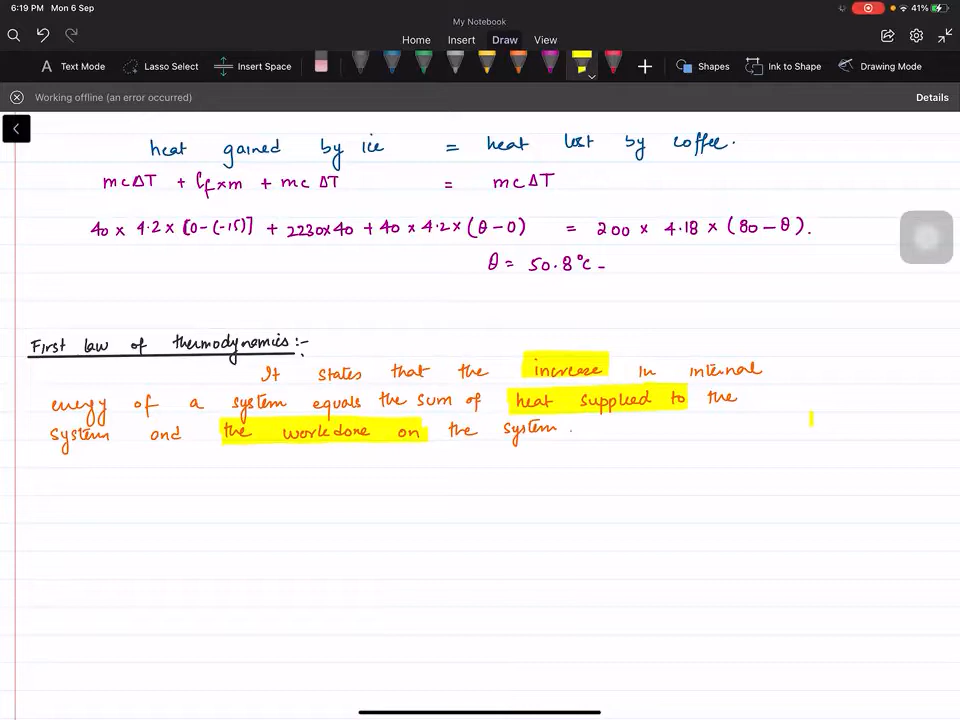 6:19 PM Mon 6 Sep
41%
My Notebook
Home Insert Draw View
Text Mode Lasso Select Insert Space Shapes Ink to Shape Drawing Mode
Working offline (an error occurred) Details
heat gained by ice = heat lost by coffee.
mcΔT + Lf×m + mcΔT = mcΔT
40 × 4.2 × [0-(-15)] + 2230×40 + 40 × 4.2 × (θ-0) = 200 × 4.18 × (80-θ).
θ = 50.8°C -
First law of thermodynamics :-
It states that the increase in internal
energy of a system equals the sum of heat supplied to the
system and the workdone on the system.